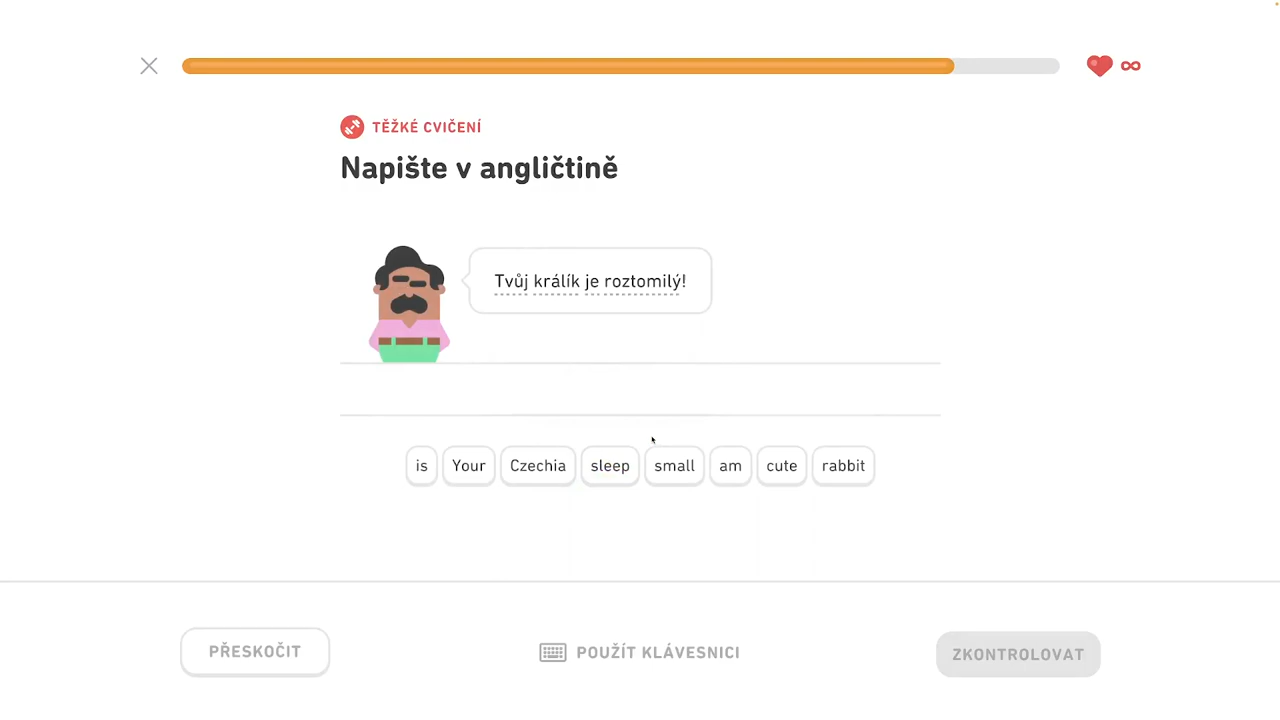 TĚŽKÉ CVIČENÍ
Napište v angličtině
Tvůj králík je roztomilý!
is Your Czechia sleep small am cute rabbit
PŘESKOČIT POUŽÍT KLÁVESNICI ZKONTROLOVAT